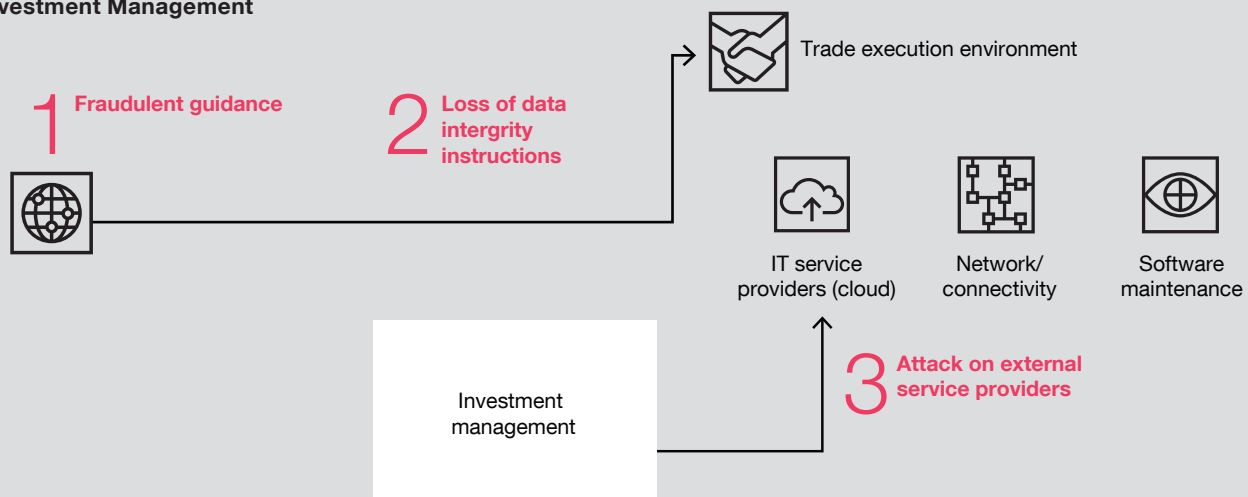 vestment Management
Trade execution environment
1 Fraudulent guidance
2 Loss of data
intergrity
instructions
IT service
providers (cloud)
Network/
connectivity
Software
maintenance
3 Attack on external
service providers
Investment
management